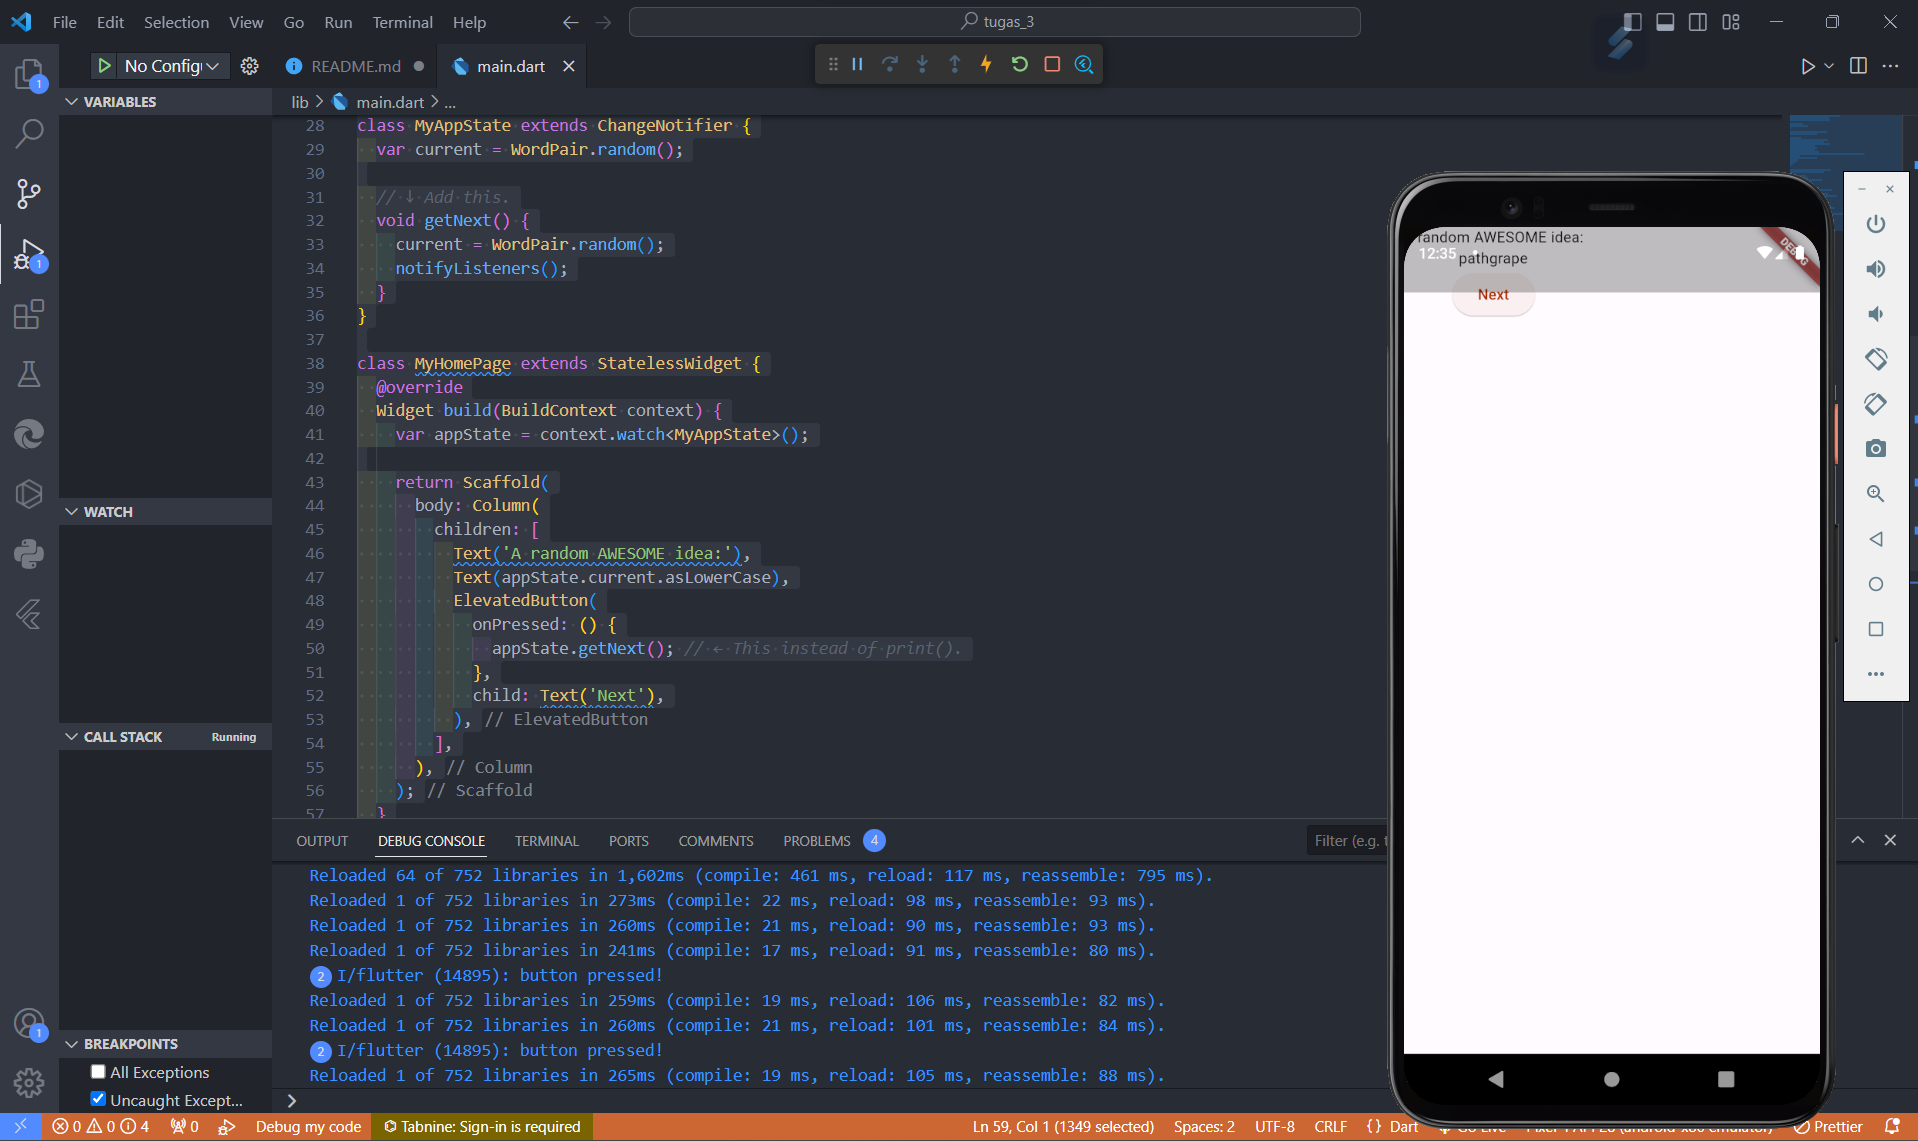 File Edit Selection View Go Run Terminal Help
tugas_3
No Config
README.md
main.dart
lib > main.dart > ...
VARIABLES
WATCH
CALL STACK
Running
BREAKPOINTS
All Exceptions
Uncaught Except...
28 class MyAppState extends ChangeNotifier {
29 var current = WordPair.random();
30
31 // ↓ Add this.
32 void getNext() {
33 current = WordPair.random();
34 notifyListeners();
35 }
36 }
37
38 class MyHomePage extends StatelessWidget {
39 @override
40 Widget build(BuildContext context) {
41 var appState = context.watch<MyAppState>();
42
43 return Scaffold(
44 body: Column(
45 children: [
46 Text('A random AWESOME idea:'),
47 Text(appState.current.asLowerCase),
48 ElevatedButton(
49 onPressed: () {
50 appState.getNext(); // ← This instead of print().
51 },
52 child: Text('Next'),
53 ), // ElevatedButton
54 ],
55 ), // Column
56 ); // Scaffold
57 }
random AWESOME idea:
12:35
pathgrape
Next
DEBUG
OUTPUT DEBUG CONSOLE TERMINAL PORTS COMMENTS PROBLEMS 4
Filter (e.g. t
Reloaded 64 of 752 libraries in 1,602ms (compile: 461 ms, reload: 117 ms, reassemble: 795 ms).
Reloaded 1 of 752 libraries in 273ms (compile: 22 ms, reload: 98 ms, reassemble: 93 ms).
Reloaded 1 of 752 libraries in 260ms (compile: 21 ms, reload: 90 ms, reassemble: 93 ms).
Reloaded 1 of 752 libraries in 241ms (compile: 17 ms, reload: 91 ms, reassemble: 80 ms).
2 I/flutter (14895): button pressed!
Reloaded 1 of 752 libraries in 259ms (compile: 19 ms, reload: 106 ms, reassemble: 82 ms).
Reloaded 1 of 752 libraries in 260ms (compile: 21 ms, reload: 101 ms, reassemble: 84 ms).
2 I/flutter (14895): button pressed!
Reloaded 1 of 752 libraries in 265ms (compile: 19 ms, reload: 105 ms, reassemble: 88 ms).
0 0 4 0 Debug my code Tabnine: Sign-in is required Ln 59, Col 1 (1349 selected) Spaces: 2 UTF-8 CRLF {} Dart Prettier